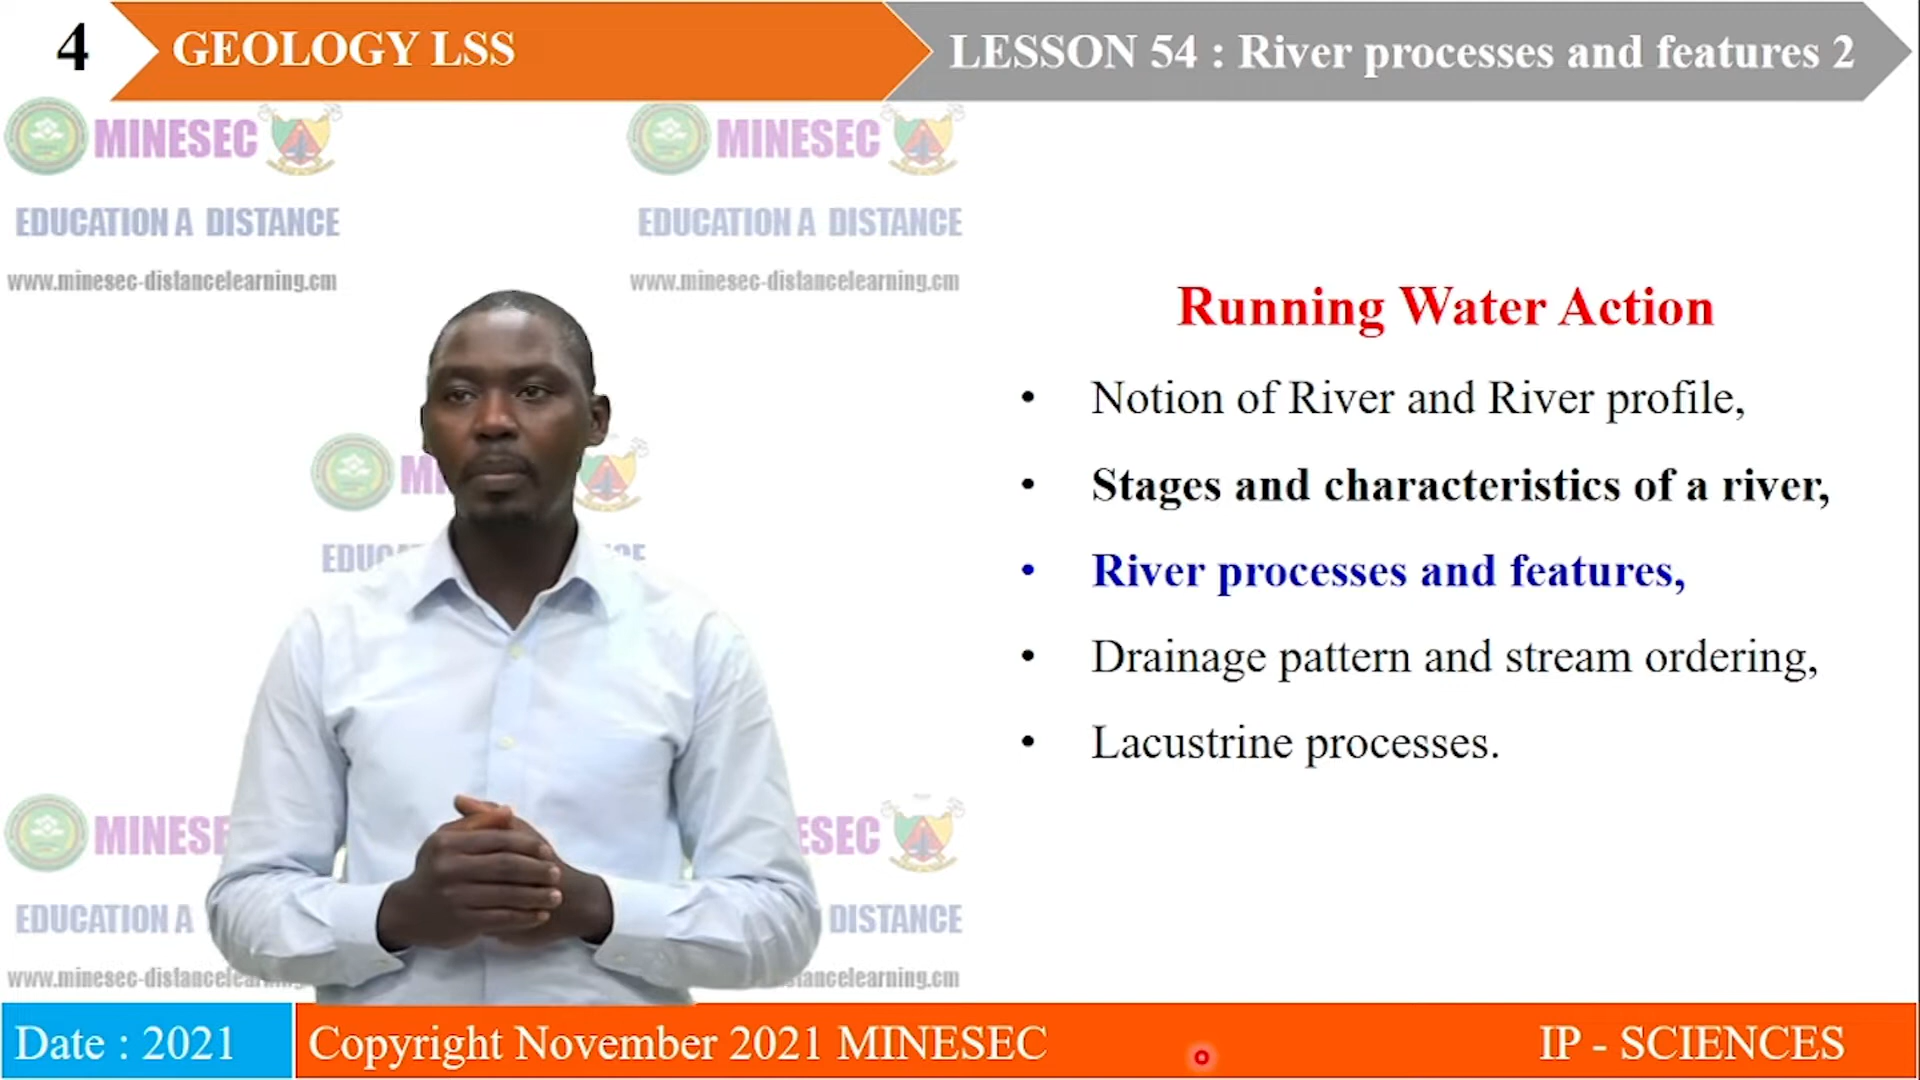 4
GEOLOGY LSS
LESSON 54 : River processes and features 2
MINESEC
MINESEC
EDUCATION A DISTANCE
EDUCATION A DISTANCE
www.minesec-distancelearning.cm
www.minesec-distancelearning.cm
Running Water Action
• Notion of River and River profile,
• Stages and characteristics of a river,
• River processes and features,
• Drainage pattern and stream ordering,
• Lacustrine processes.
EDUCATION A
DISTANCE
Date : 2021
Copyright November 2021 MINESEC
IP - SCIENCES